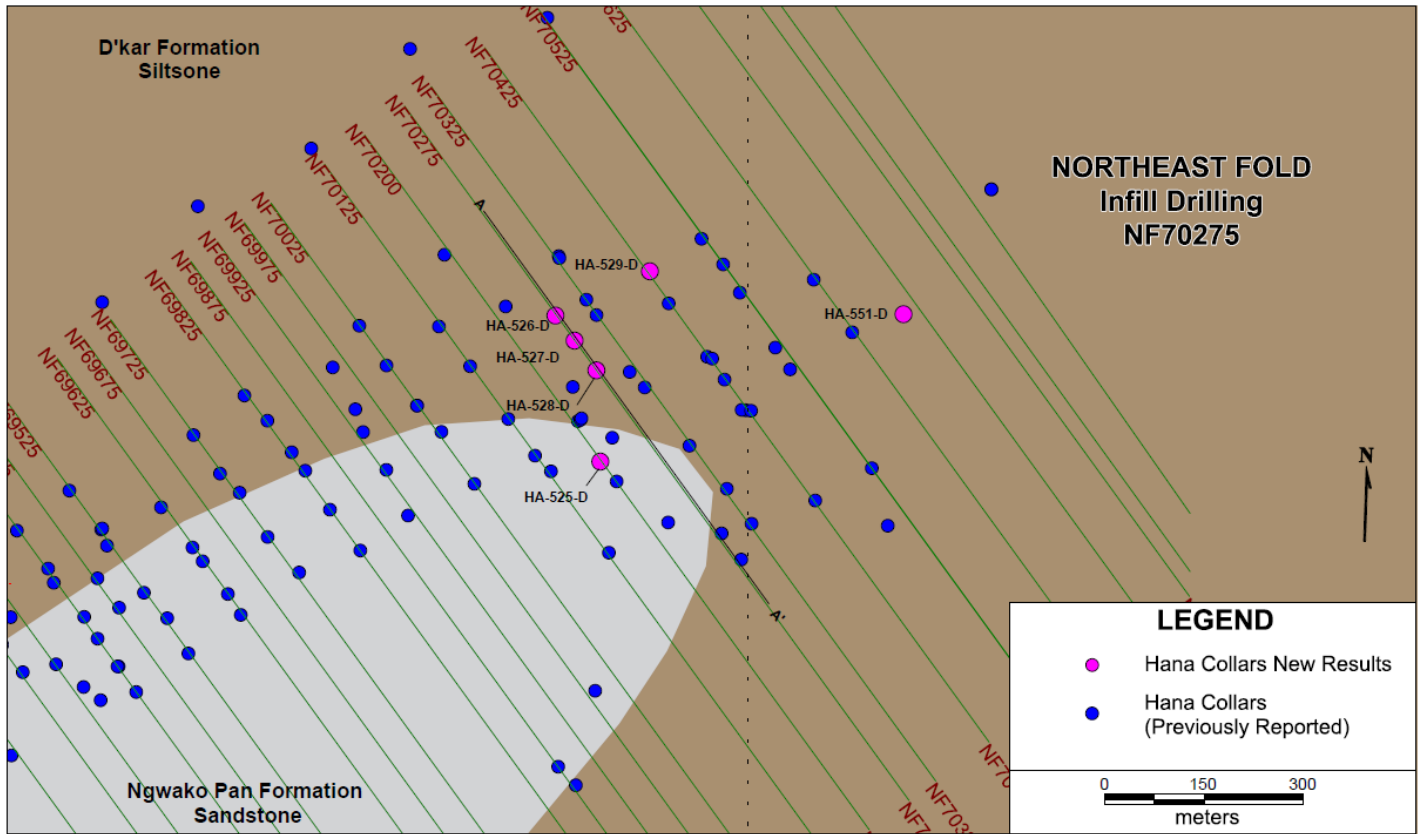 D'kar Formation
Siltsone
NORTHEAST FOLD
Infill Drilling
NF70275
NF70525
NF70425
NF70325
NF70275
NF70200
NF70125
NF70025
NF69975
NF69925
NF69875
NF69825
NF69725
NF69675
NF69625
69525
625
A
HA-529-D
HA-551-D
HA-526-D
HA-527-D
HA-528-D
HA-525-D
A'
N
Ngwako Pan Formation
Sandstone
LEGEND
Hana Collars New Results
Hana Collars
(Previously Reported)
0 150 300
meters